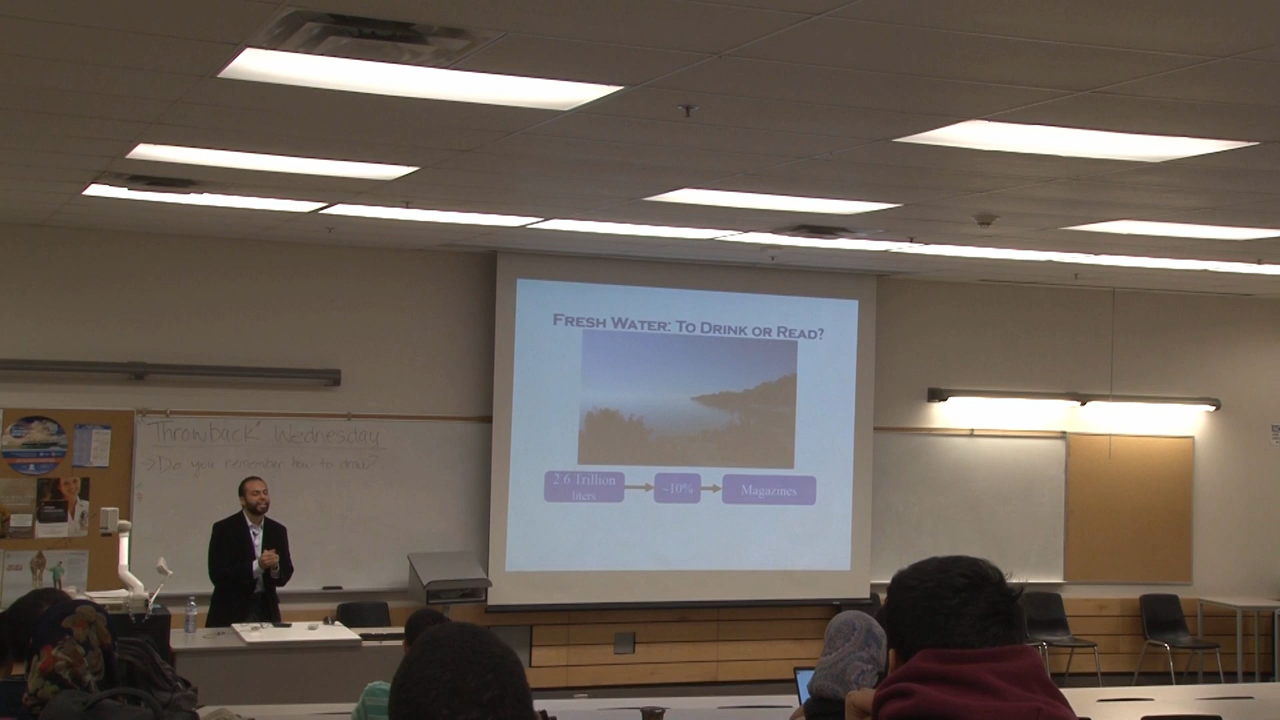 "Throwback" Wednesday
→ Do you remember how to draw?
FRESH WATER: TO DRINK OR READ?
2.6 Trillion
liters
~10%
Magazines